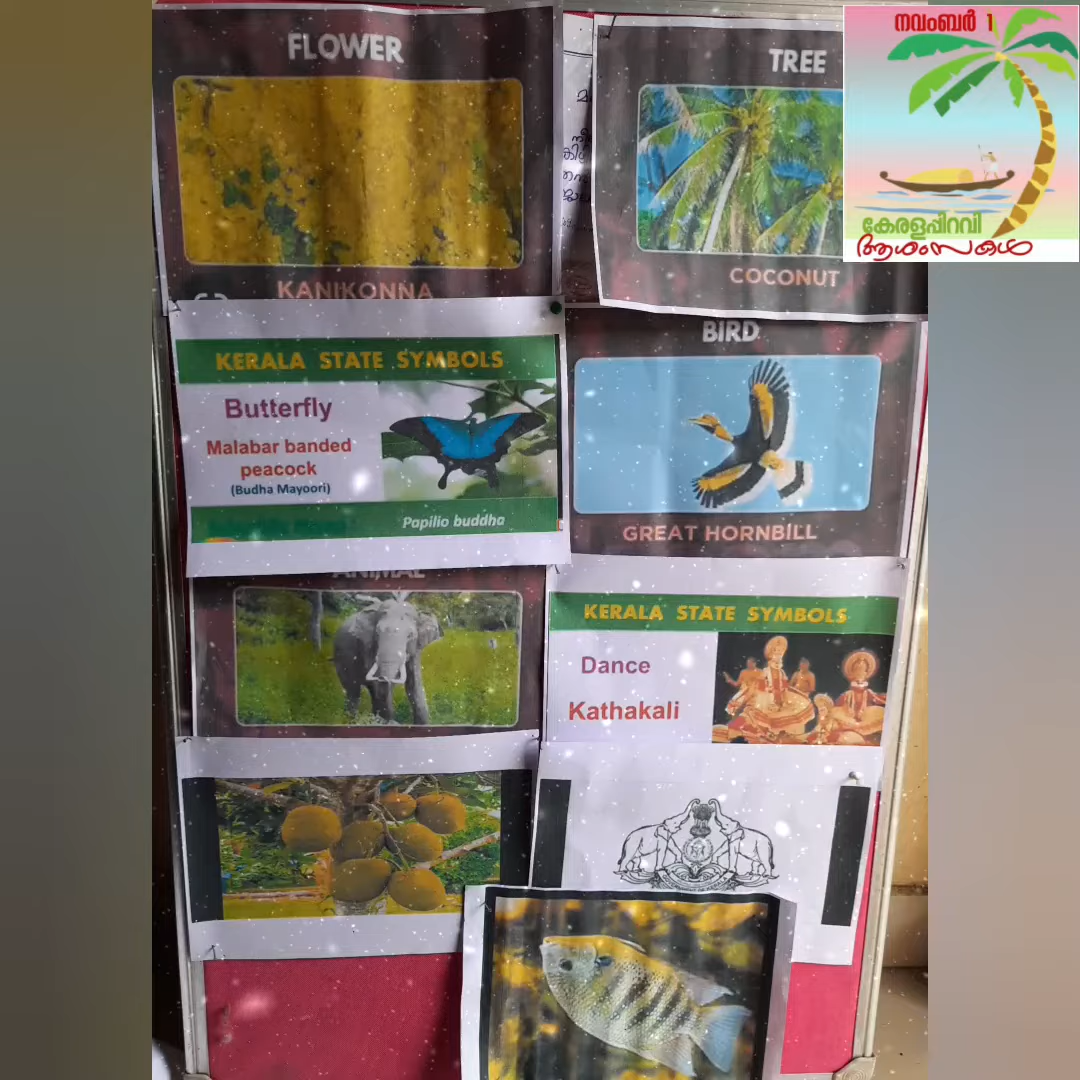 FLOWER
KANIKONNA
TREE
COCONUT
നവംബർ 1
കേരളപ്പിറവി
ആശംസകൾ
KERALA STATE SYMBOLS
Butterfly
Malabar banded
peacock
(Budha Mayoori)
Papilio buddha
BIRD
GREAT HORNBILL
ANIMAL
KERALA STATE SYMBOLS
Dance
Kathakali